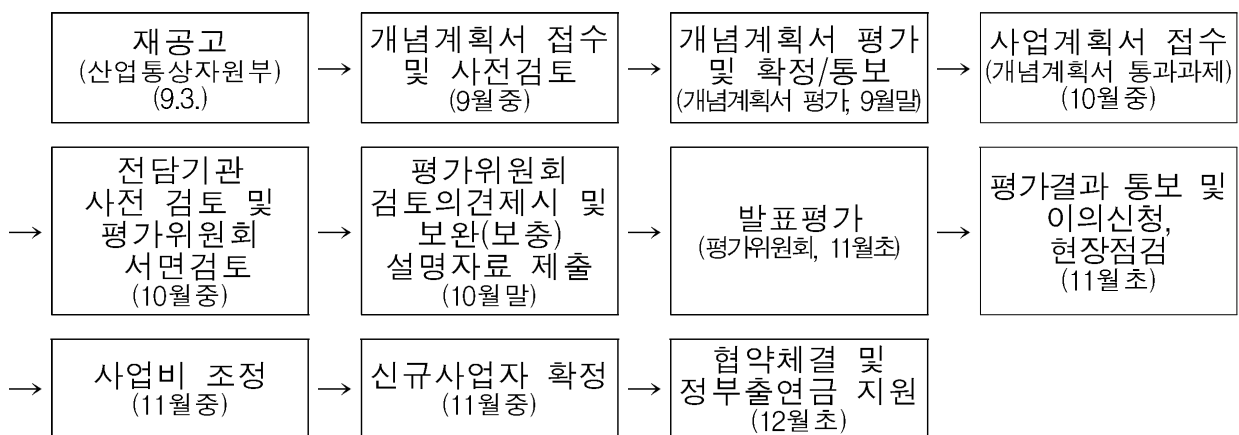 재공고
(산업통상자원부)
(9.3.)
→
개념계획서 접수
및 사전검토
(9월중)
→
개념계획서 평가
및 확정/통보
(개념계획서 평가, 9월말)
→
사업계획서 접수
(개념계획서 통과과제)
(10월중)
→
전담기관
사전 검토 및
평가위원회
서면검토
(10월중)
→
평가위원회
검토의견제시 및
보완(보충)
설명자료 제출
(10월말)
→
발표평가
(평가위원회, 11월초)
→
평가결과 통보 및
이의신청,
현장점검
(11월초)
→
사업비 조정
(11월중)
→
신규사업자 확정
(11월중)
→
협약체결 및
정부출연금 지원
(12월초)